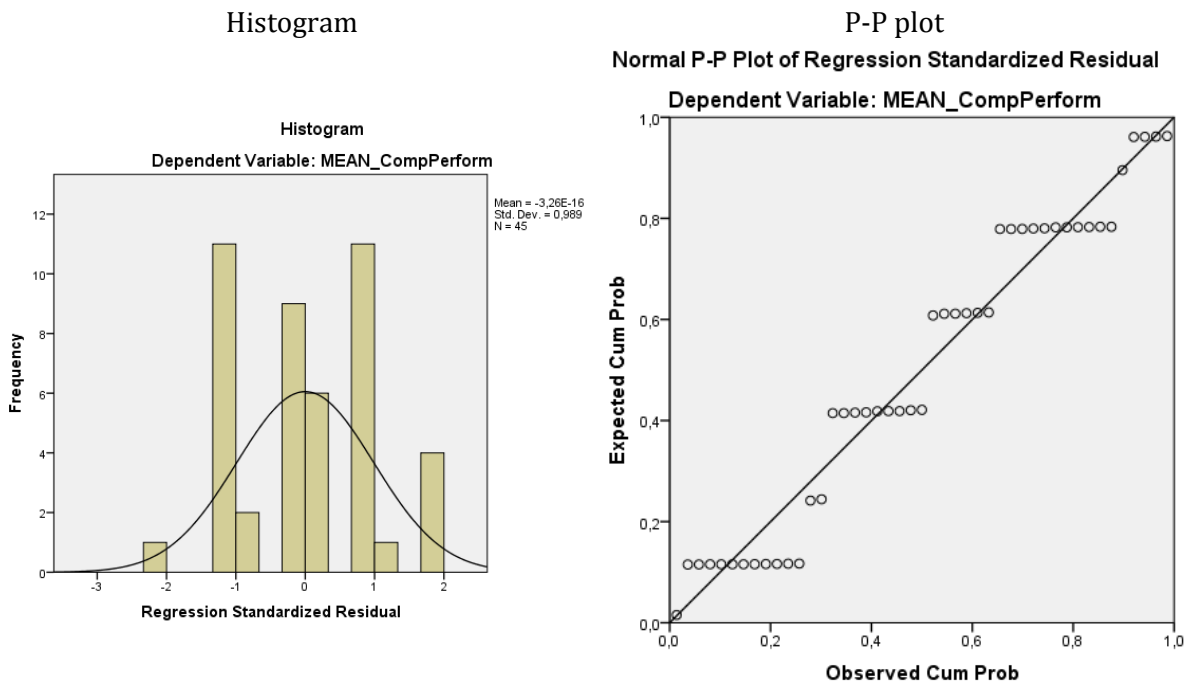 Histogram
P-P plot
Histogram
Dependent Variable: MEAN_CompPerform
Mean = -3,26E-16
Std. Dev. = 0,989
N = 45
Frequency
12
10
8
6
4
2
0
-3 -2 -1 0 1 2
Regression Standardized Residual
Normal P-P Plot of Regression Standardized Residual
Dependent Variable: MEAN_CompPerform
Expected Cum Prob
1,0
0,8
0,6
0,4
0,2
0,0
0,0 0,2 0,4 0,6 0,8 1,0
Observed Cum Prob